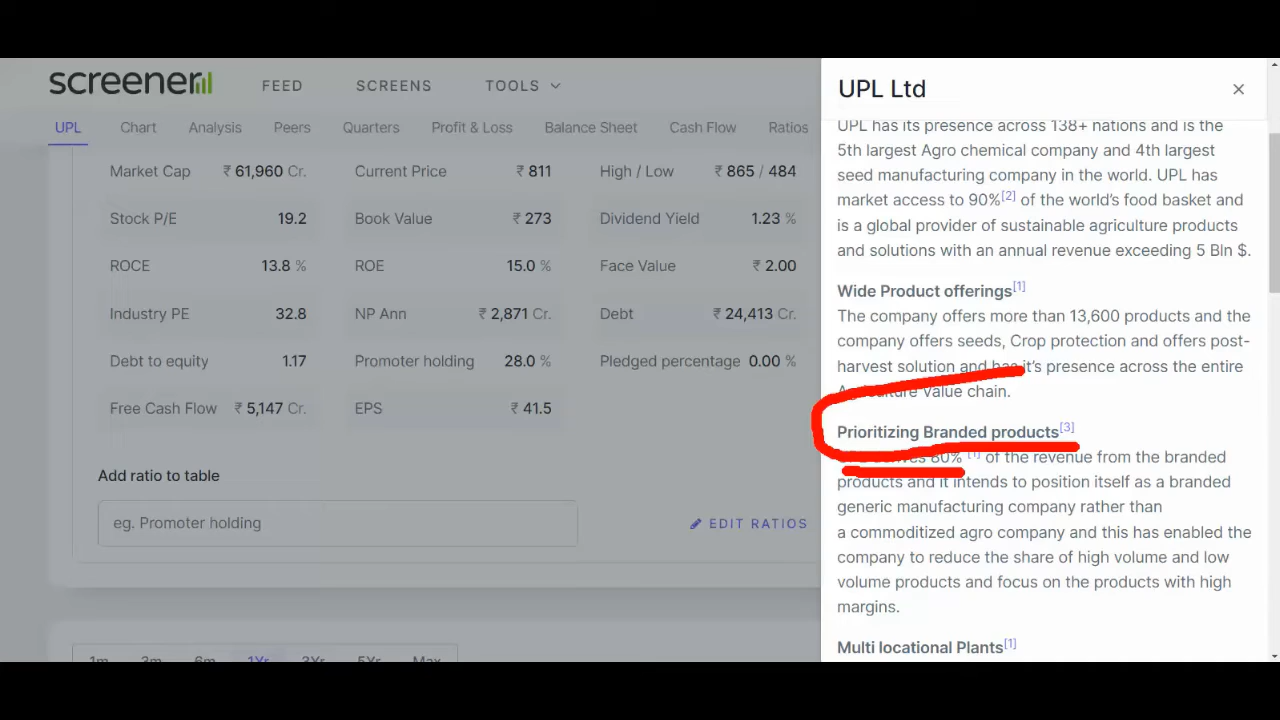 screener
FEED
SCREENS
TOOLS
UPL
Chart
Analysis
Peers
Quarters
Profit & Loss
Balance Sheet
Cash Flow
Ratios
Market Cap ₹ 61,960 Cr.
Current Price ₹ 811
High / Low ₹ 865 / 484
Stock P/E 19.2
Book Value ₹ 273
Dividend Yield 1.23 %
ROCE 13.8 %
ROE 15.0 %
Face Value ₹ 2.00
Industry PE 32.8
NP Ann ₹ 2,871 Cr.
Debt ₹ 24,413 Cr.
Debt to equity 1.17
Promoter holding 28.0 %
Pledged percentage 0.00 %
Free Cash Flow ₹ 5,147 Cr.
EPS ₹ 41.5
Add ratio to table
eg. Promoter holding
EDIT RATIOS
1m 3m 6m 1Yr 3Yr 5Yr Max
UPL Ltd
UPL has its presence across 138+ nations and is the
5th largest Agro chemical company and 4th largest
seed manufacturing company in the world. UPL has
market access to 90%[2] of the world's food basket and
is a global provider of sustainable agriculture products
and solutions with an annual revenue exceeding 5 Bln $.
Wide Product offerings[1]
The company offers more than 13,600 products and the
company offers seeds, Crop protection and offers post-
harvest solution and has it's presence across the entire
Agriculture Value chain.
Prioritizing Branded products[3]
80% [1] of the revenue from the branded
products and it intends to position itself as a branded
generic manufacturing company rather than
a commoditized agro company and this has enabled the
company to reduce the share of high volume and low
volume products and focus on the products with high
margins.
Multi locational Plants[1]